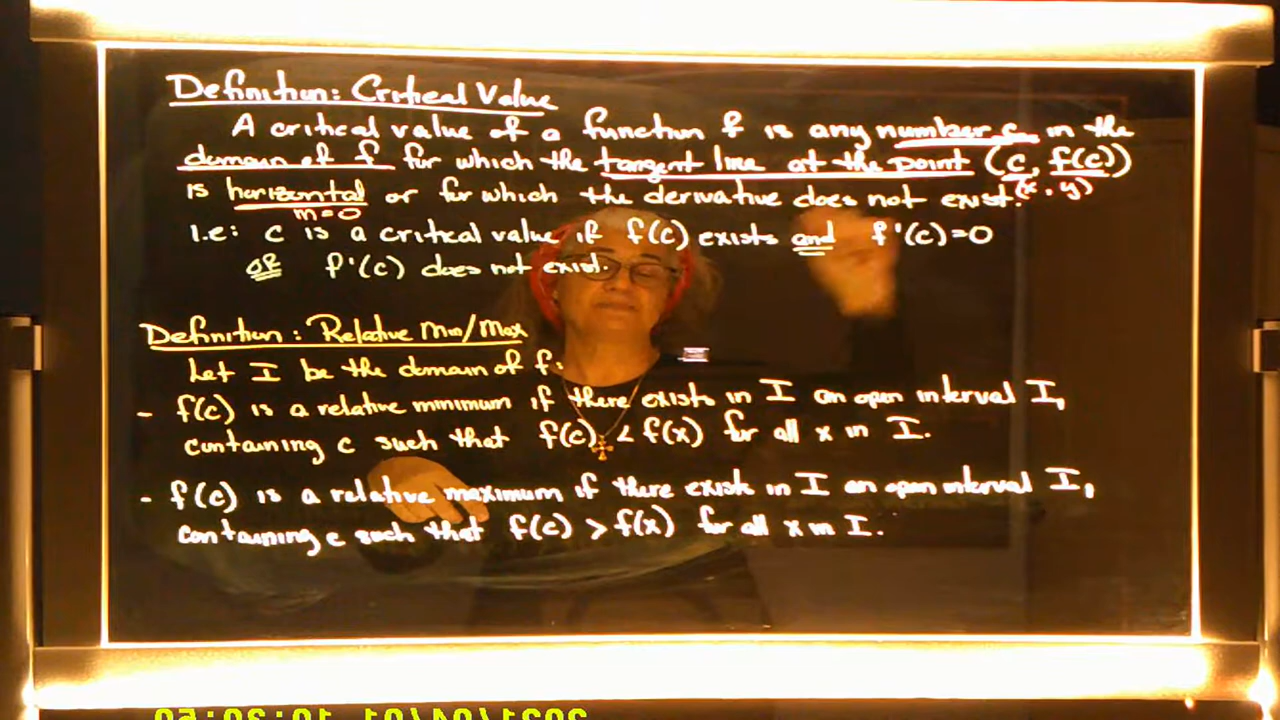 Definition: Critical Value
A critical value of a function f is any number c in the
domain of f for which the tangent line at the point (c, f(c))
is horizontal or for which the derivative does not exist. (x, y)
m=0
i.e: c is a critical value if f(c) exists and f'(c)=0
or f'(c) does not exist.
Definition: Relative Min/Max
Let I be the domain of f:
- f(c) is a relative minimum if there exists in I an open interval I,
containing c such that f(c) < f(x) for all x in I.
- f(c) is a relative maximum if there exists in I an open interval I,
containing c such that f(c) > f(x) for all x in I.